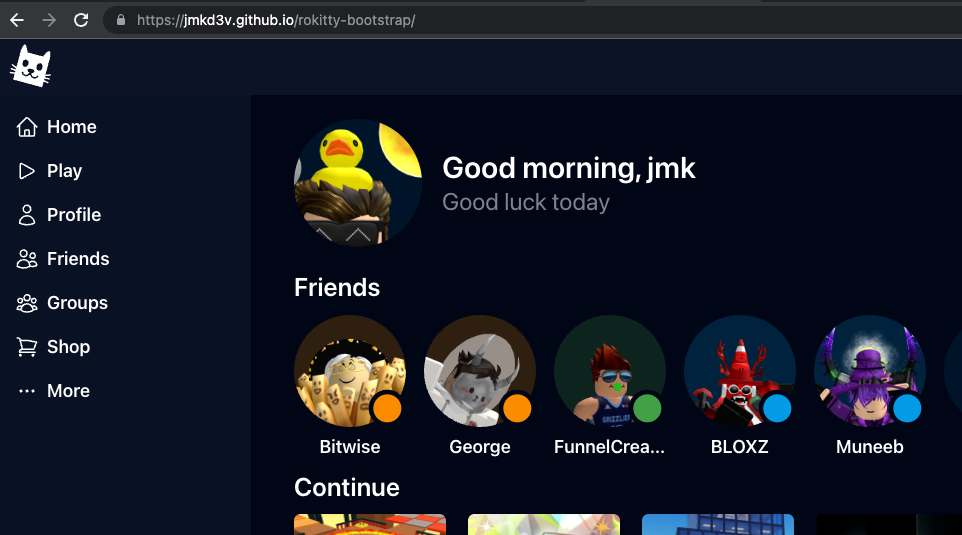 https://jmkd3v.github.io/rokitty-bootstrap/
Home
Play
Profile
Friends
Groups
Shop
More
Good morning, jmk
Good luck today
Friends
Bitwise
George
FunnelCrea...
BLOXZ
Muneeb
Continue